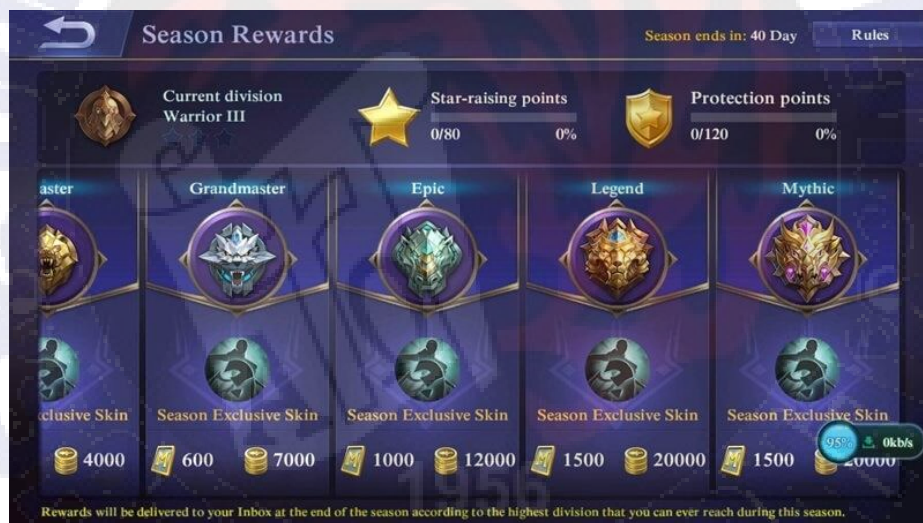 Season Rewards
Season ends in: 40 Day
Rules
Current division
Warrior III
Star-raising points
0/80 0%
Protection points
0/120 0%
aster
Grandmaster
Epic
Legend
Mythic
xclusive Skin
Season Exclusive Skin
Season Exclusive Skin
Season Exclusive Skin
Season Exclusive Skin
4000
600 7000
1000 12000
1500 20000
1500 20000
95% 0kb/s
1956
Rewards will be delivered to your Inbox at the end of the season according to the highest division that you can ever reach during this season.